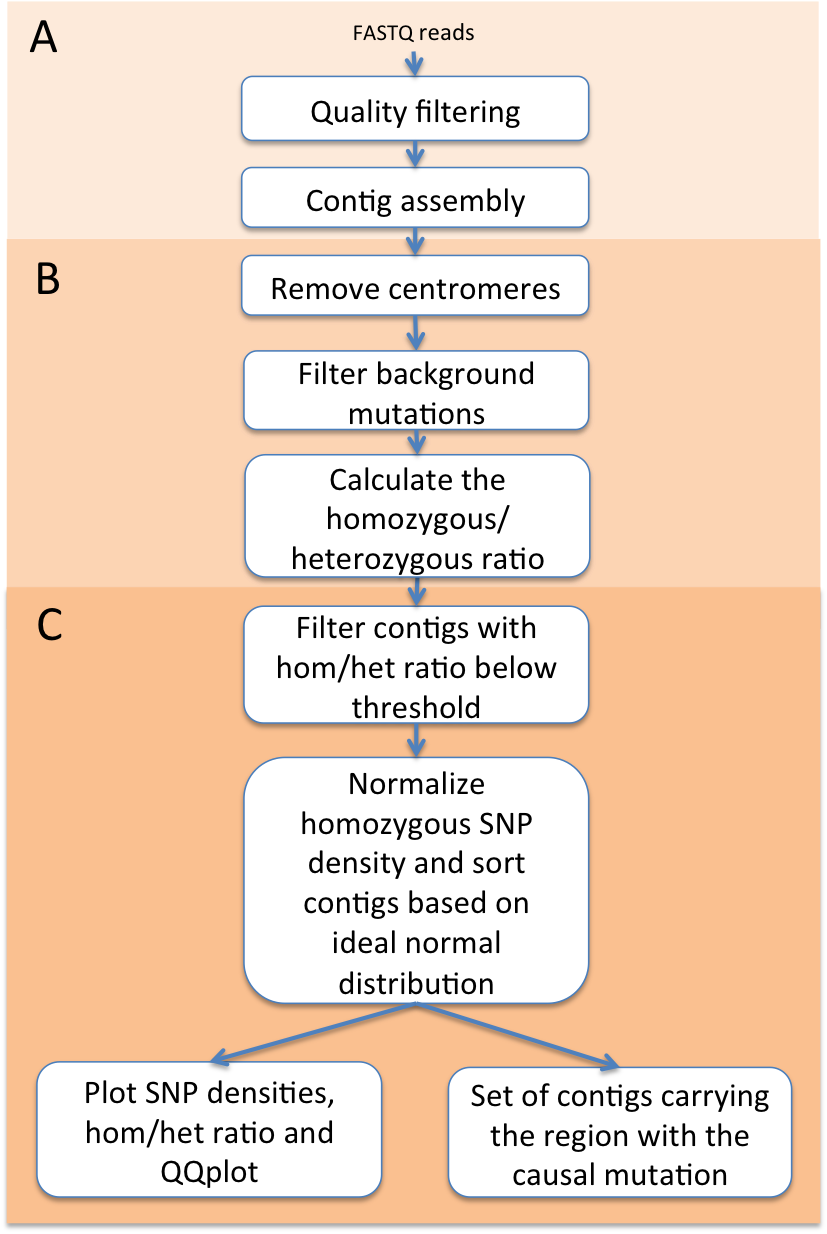 A
FASTQ reads
Quality filtering
Contig assembly
B
Remove centromeres
Filter background
mutations
Calculate the
homozygous/
heterozygous ratio
C
Filter contigs with
hom/het ratio below
threshold
Normalize
homozygous SNP
density and sort
contigs based on
ideal normal
distribution
Plot SNP densities,
hom/het ratio and
QQplot
Set of contigs carrying
the region with the
causal mutation